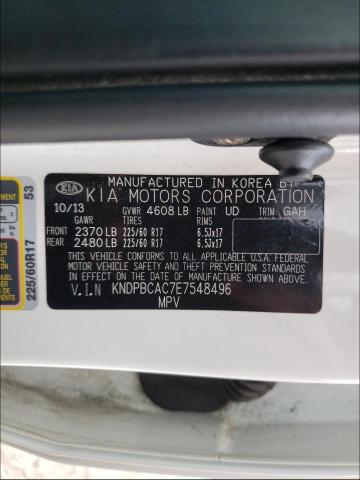 MANUFACTURED IN KOREA BY
KIA KIA MOTORS CORPORATION
10/13 GVWR 4608 LB PAINT UD TRIM GAH
GAWR TIRES RIMS
FRONT 2370 LB 225/60 R17 6.5Jx17
REAR 2480 LB 225/60 R17 6.5Jx17
THIS VEHICLE CONFORMS TO ALL APPLICABLE U.S.A. FEDERAL
MOTOR VEHICLE SAFETY AND THEFT PREVENTION STANDARDS
IN EFFECT ON THE DATE OF MANUFACTURE SHOWN ABOVE.
V.I.N KNDPBCAC7E7548496
MPV
53
225/60R17